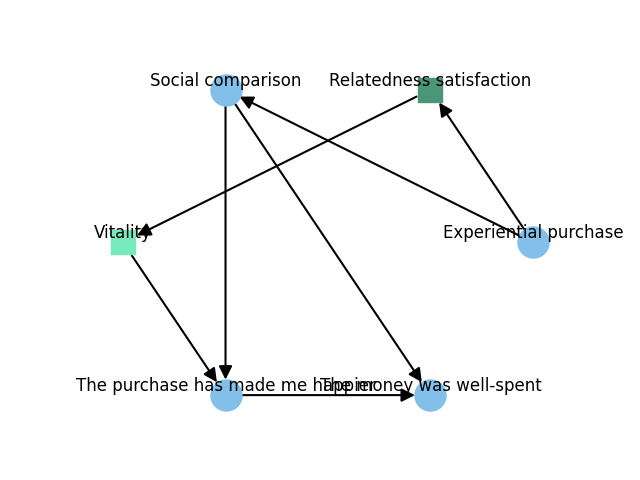 Social comparison
Relatedness satisfaction
Vitality
Experiential purchase
The purchase has made me happier
The money was well-spent